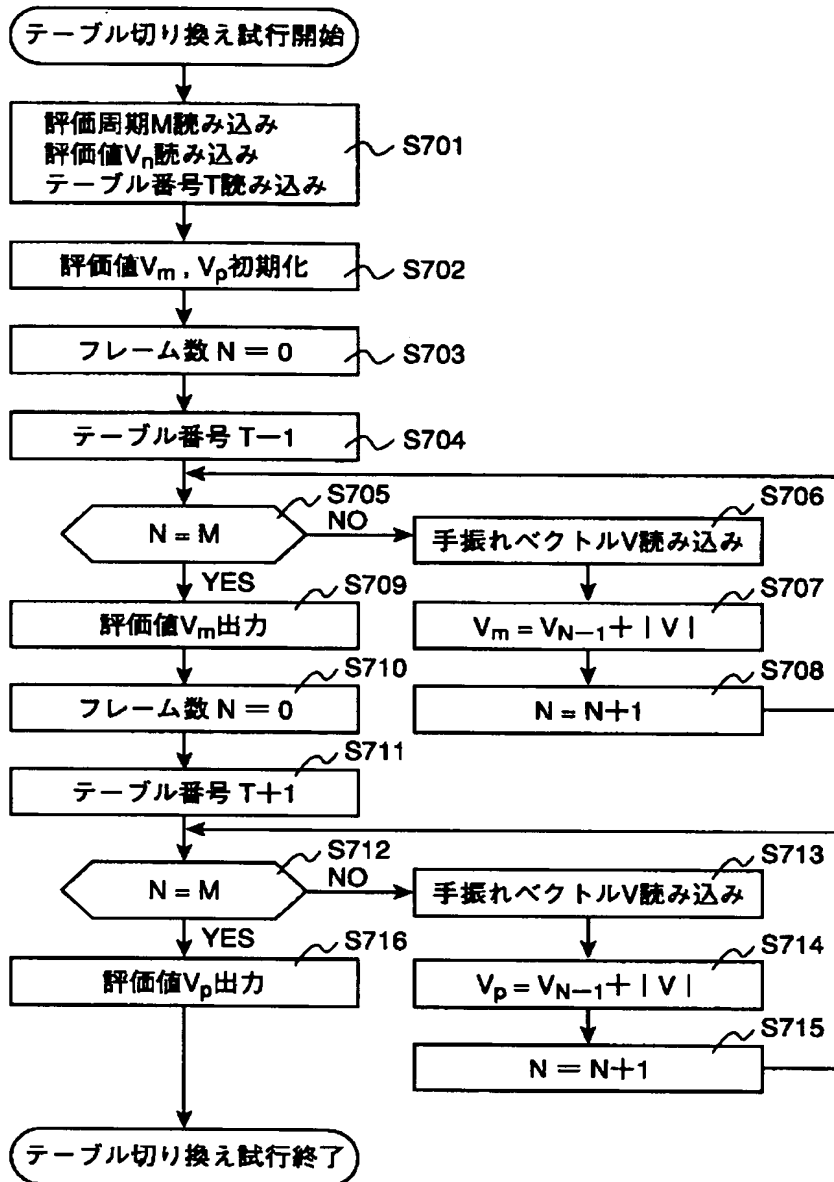 テーブル切り換え試行開始
評価周期M読み込み
評価値Vn読み込み
テーブル番号T読み込み
S701
評価値Vm , Vp初期化
S702
フレーム数 N = 0
S703
テーブル番号 T−1
S704
S705
N = M
NO
YES
S706
手振れベクトルV読み込み
S707
Vm = VN−1 + | V |
S708
N = N+1
S709
評価値Vm出力
S710
フレーム数 N = 0
S711
テーブル番号 T+1
S712
N = M
NO
YES
S713
手振れベクトルV読み込み
S714
Vp = VN−1 + | V |
S715
N = N+1
S716
評価値Vp出力
テーブル切り換え試行終了